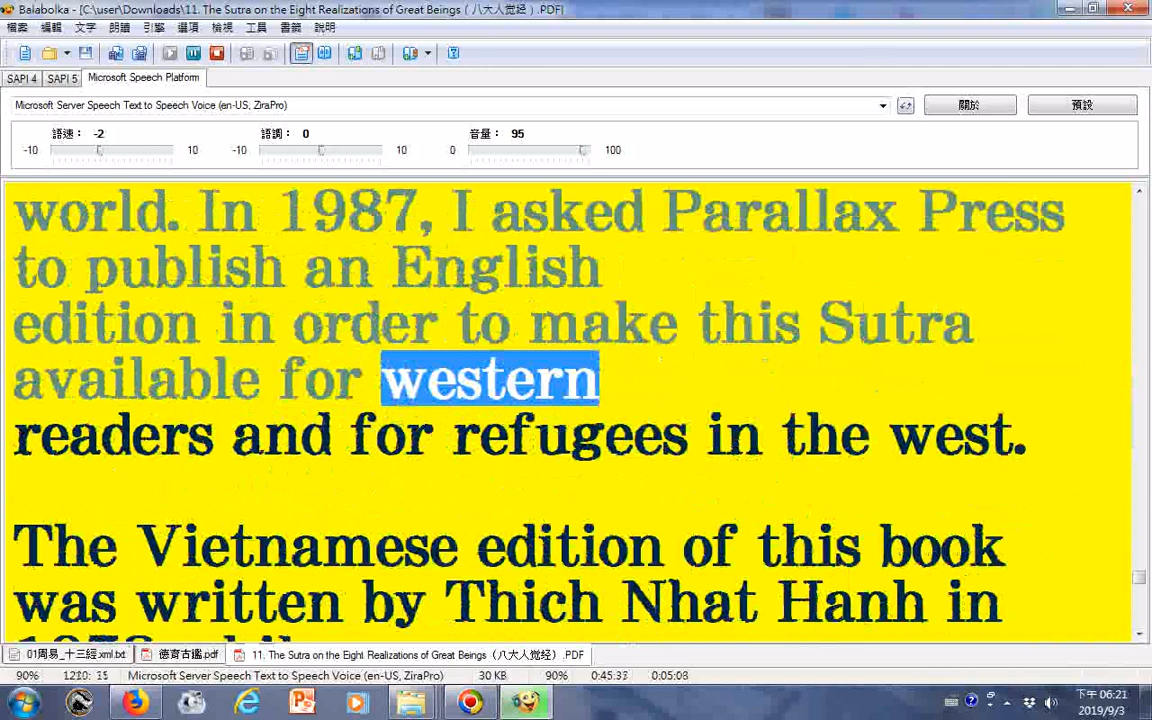 Balabolka - [C:\user\Downloads\11. The Sutra on the Eight Realizations of Great Beings（八大人觉经）.PDF]
檔案 編輯 文字 朗讀 引擎 選項 檢視 工具 書籤 說明
SAPI 4 SAPI 5 Microsoft Speech Platform
Microsoft Server Speech Text to Speech Voice (en-US, ZiraPro) 關於 預設
語速： -2 語調： 0 音量： 95
-10 10 -10 10 0 100
world. In 1987, I asked Parallax Press
to publish an English
edition in order to make this Sutra
available for western
readers and for refugees in the west.
The Vietnamese edition of this book
was written by Thich Nhat Hanh in
01周易_十三經.xml.txt 德育古鑑.pdf 11. The Sutra on the Eight Realizations of Great Beings（八大人觉经）.PDF
90% 1210: 15 Microsoft Server Speech Text to Speech Voice (en-US, ZiraPro) 30 KB 90% 0:45:33 0:05:08
下午 06:21
2019/9/3